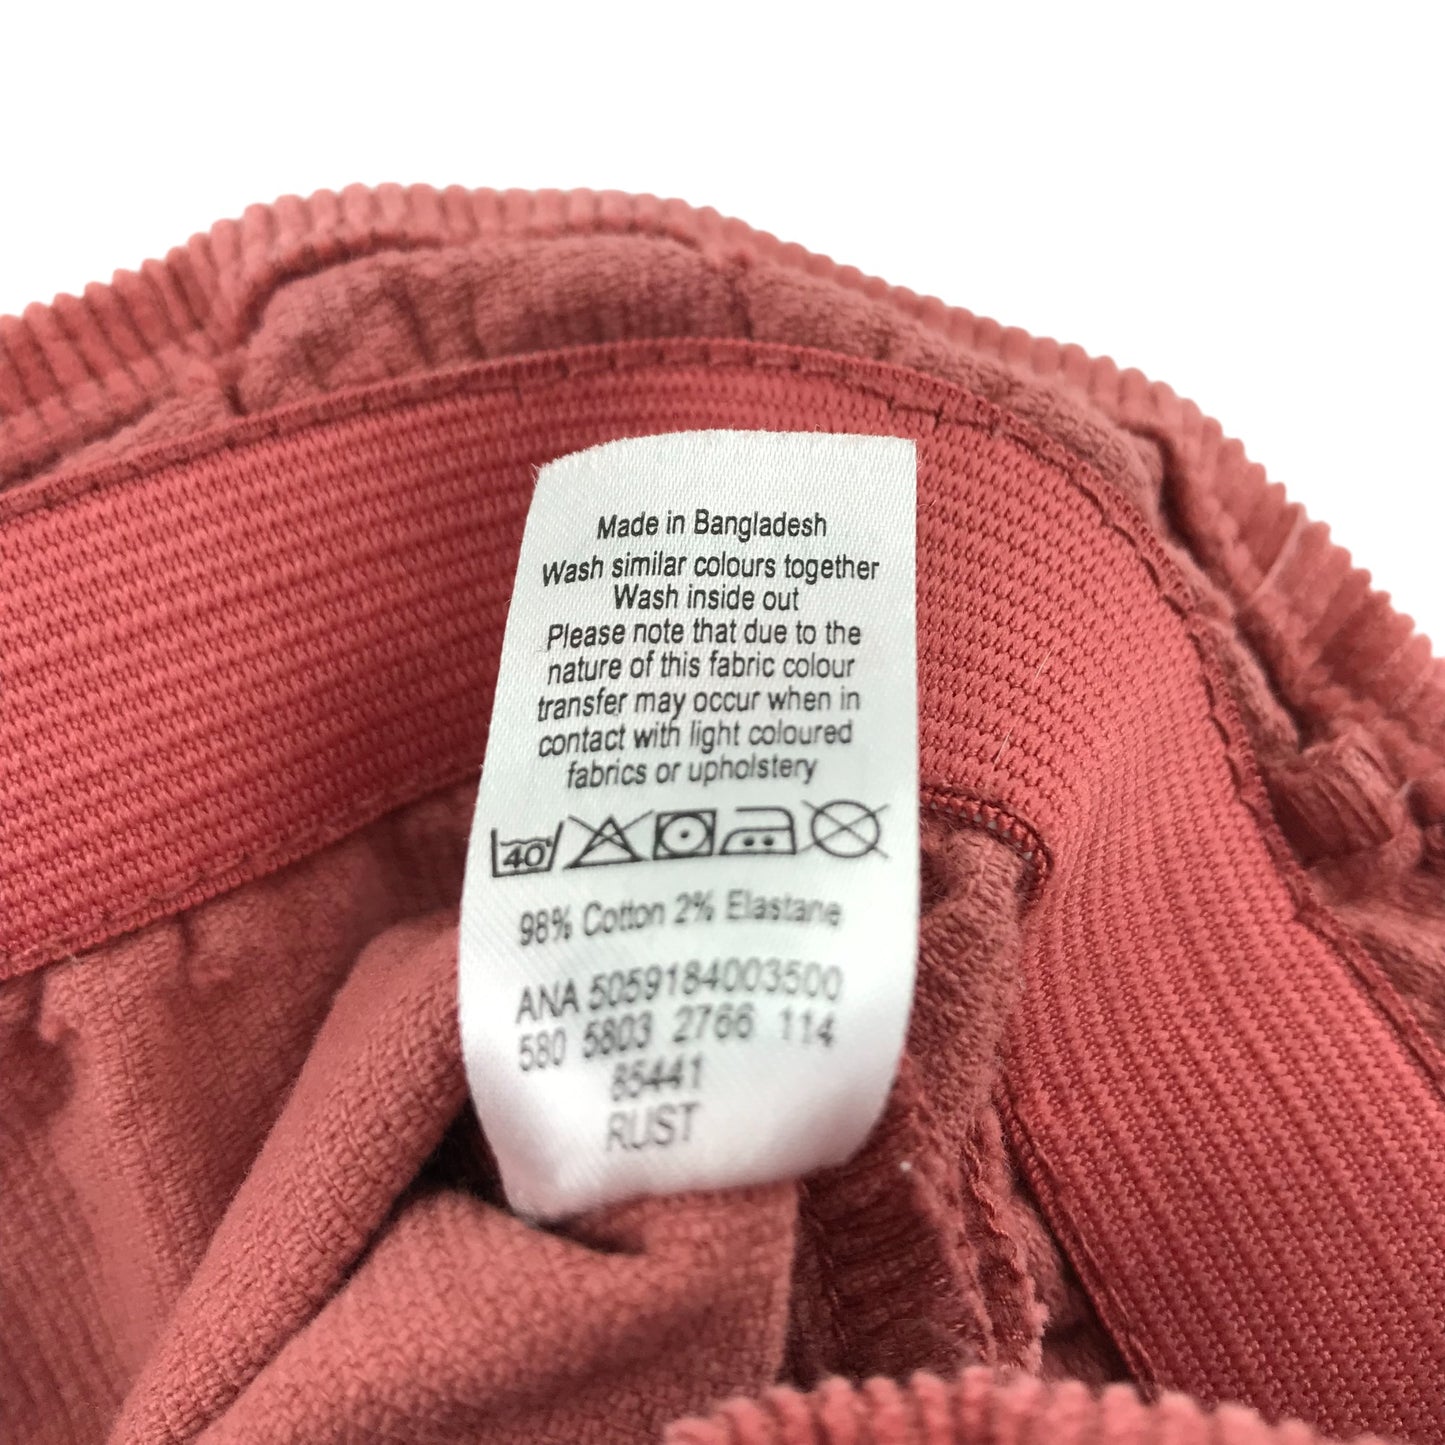 Made in Bangladesh
Wash similar colours together
Wash inside out
Please note that due to the
nature of this fabric colour
transfer may occur when in
contact with light coloured
fabrics or upholstery
40
98% Cotton 2% Elastane
ANA 5059184003500
580 5803 2766 114
85441
RUST